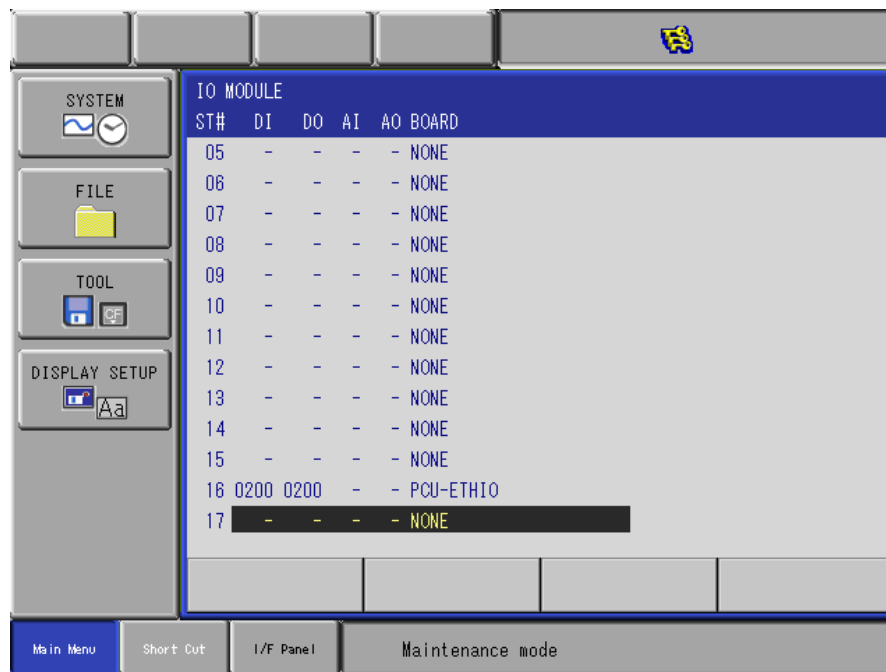 SYSTEM
FILE
TOOL
CF
DISPLAY SETUP
Aa
IO MODULE
ST# DI DO AI AO BOARD
05 - - - - NONE
06 - - - - NONE
07 - - - - NONE
08 - - - - NONE
09 - - - - NONE
10 - - - - NONE
11 - - - - NONE
12 - - - - NONE
13 - - - - NONE
14 - - - - NONE
15 - - - - NONE
16 0200 0200 - - PCU-ETHIO
17 - - - - NONE
Main Menu Short Cut I/F Panel Maintenance mode